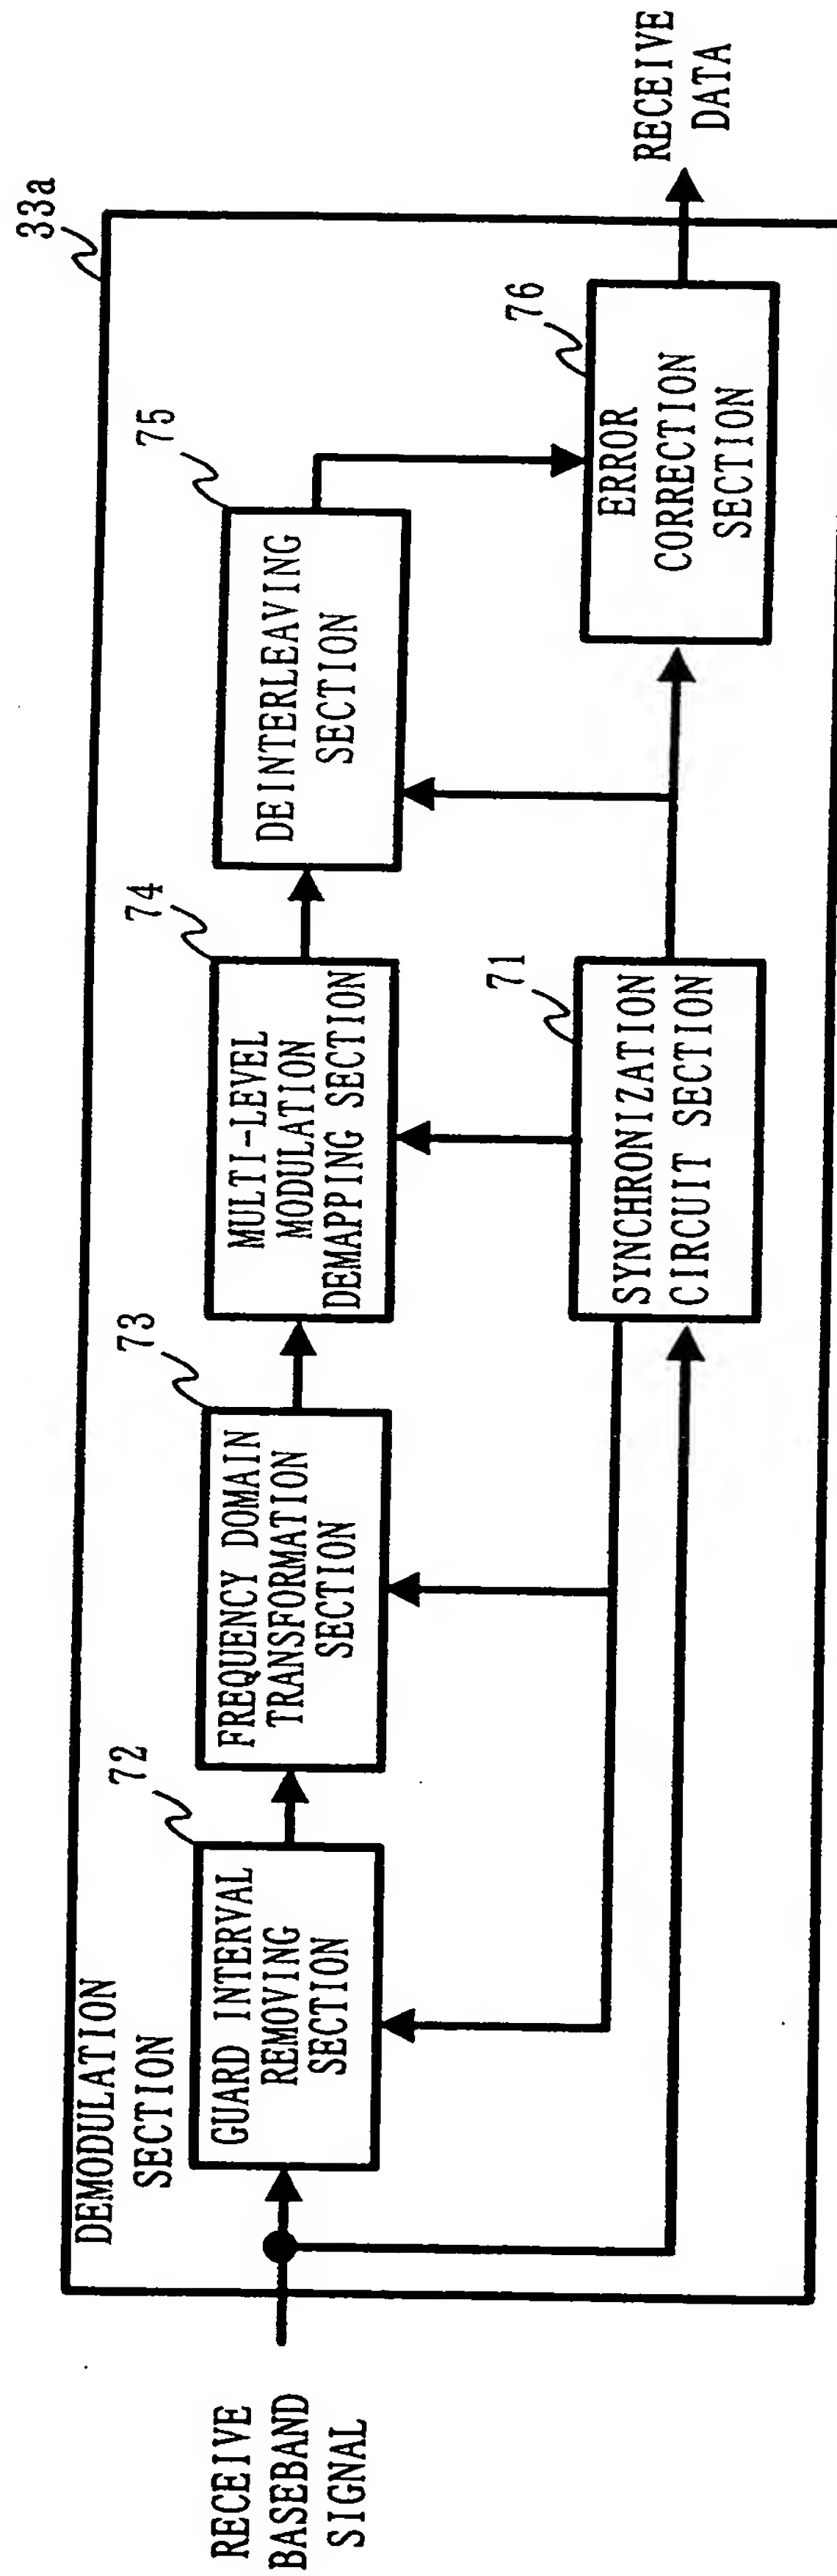 RECEIVE
BASEBAND
SIGNAL
DEMODULATION
SECTION
33a
72
GUARD INTERVAL
REMOVING
SECTION
73
FREQUENCY DOMAIN
TRANSFORMATION
SECTION
74
MULTI-LEVEL
MODULATION
DEMAPPING SECTION
75
DEINTERLEAVING
SECTION
71
SYNCHRONIZATION
CIRCUIT SECTION
76
ERROR
CORRECTION
SECTION
RECEIVE
DATA